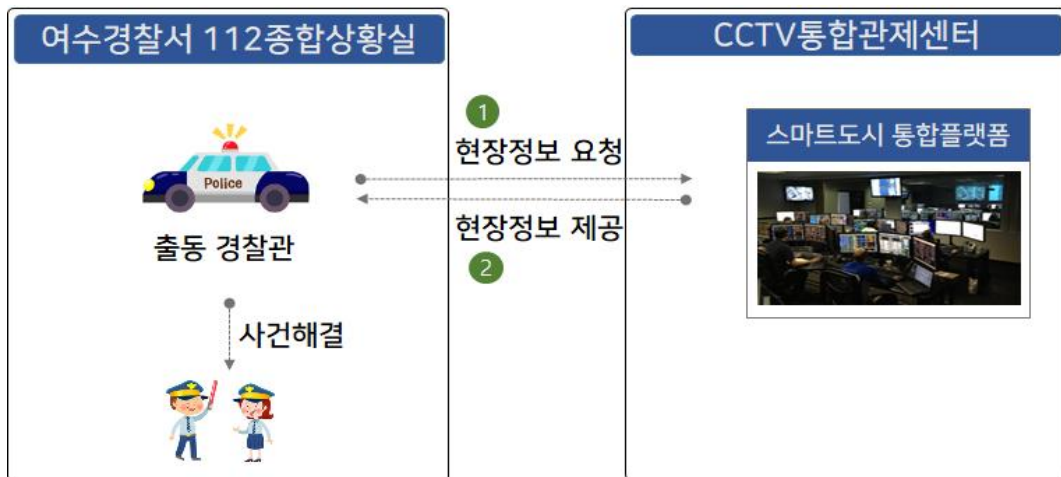 여수경찰서 112종합상황실
CCTV통합관제센터
1
현장정보 요청
스마트도시 통합플랫폼
Police
현장정보 제공
2
출동 경찰관
사건해결